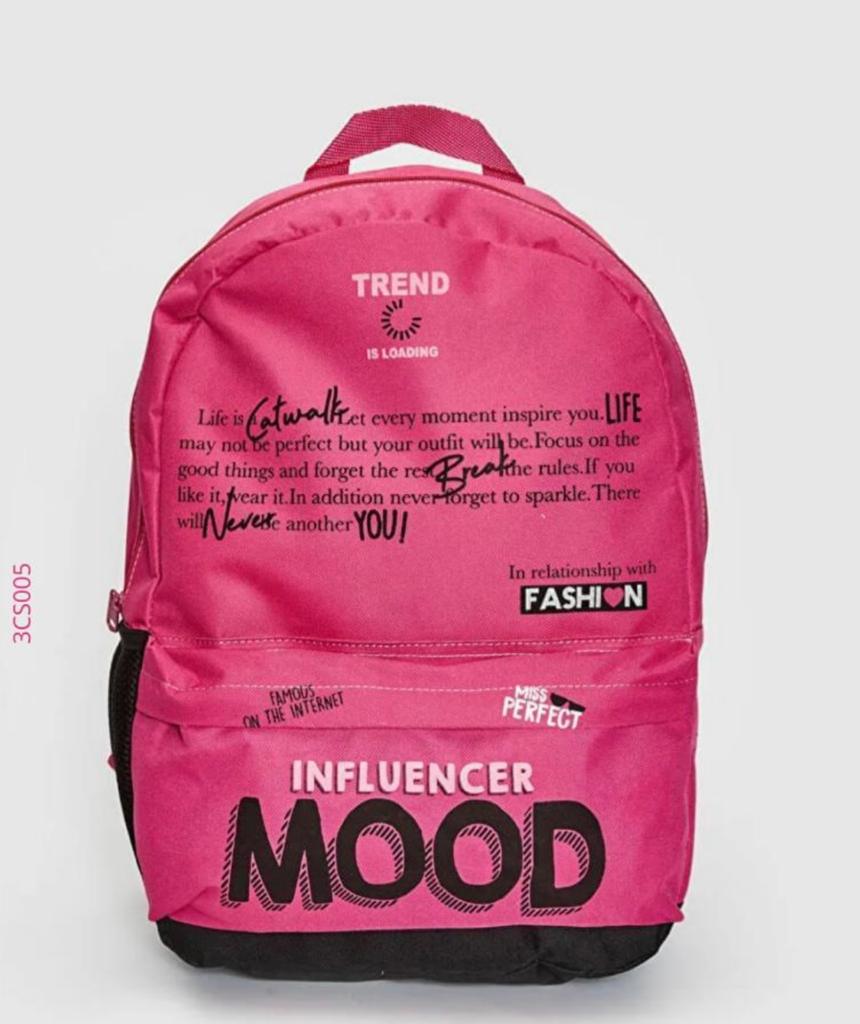 TREND
IS LOADING
Life is Catwalk Let every moment inspire you. LIFE
may not be perfect but your outfit will be. Focus on the
good things and forget the rest Break the rules. If you
like it, wear it. In addition never forget to sparkle. There
will Never be another YOU!
In relationship with
FASHI♥N
FAMOUS
ON THE INTERNET
MISS
PERFECT
INFLUENCER
MOOD
3CS005